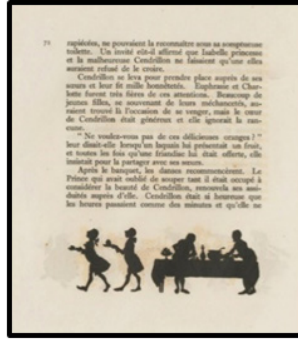 72
rapiécées, ne pouvaient la reconnaître sous sa somptueuse
toilette. Un invité eût-il affirmé que Isabelle princesse
et la malheureuse Cendrillon ne faisaient qu'une elles
auraient refusé de le croire.
Cendrillon se leva pour prendre place auprès de ses
sœurs et leur fit mille honnêtetés. Euphrasie et Char-
lotte furent très fières de ces attentions. Beaucoup de
jeunes filles, se souvenant de leurs méchancetés, au-
raient trouvé là l'occasion de se venger, mais le cœur
de Cendrillon était généreux et elle ignorait la ran-
cune.
" Ne voulez-vous pas de ces délicieuses oranges ? "
leur disait-elle lorsqu'un laquais lui présentait un fruit,
et toutes les fois qu'une friandise lui était offerte, elle
insistait pour la partager avec ses sœurs.
Après le banquet, les danses recommencèrent. Le
Prince qui avait oublié de souper tant il était occupé à
considérer la beauté de Cendrillon, renouvela ses assi-
duités auprès d'elle. Cendrillon était si heureuse que
les heures passaient comme des minutes et qu'elle ne